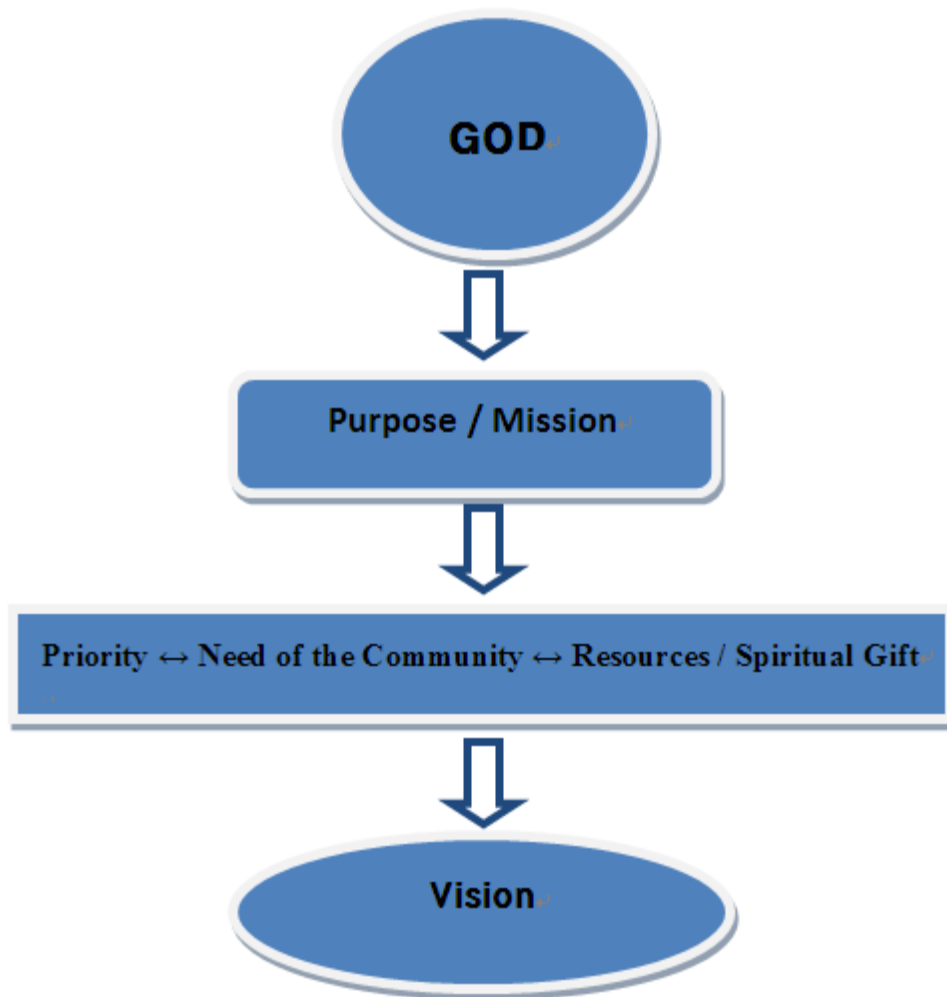 GOD
Purpose / Mission
Priority ↔ Need of the Community ↔ Resources / Spiritual Gift
Vision